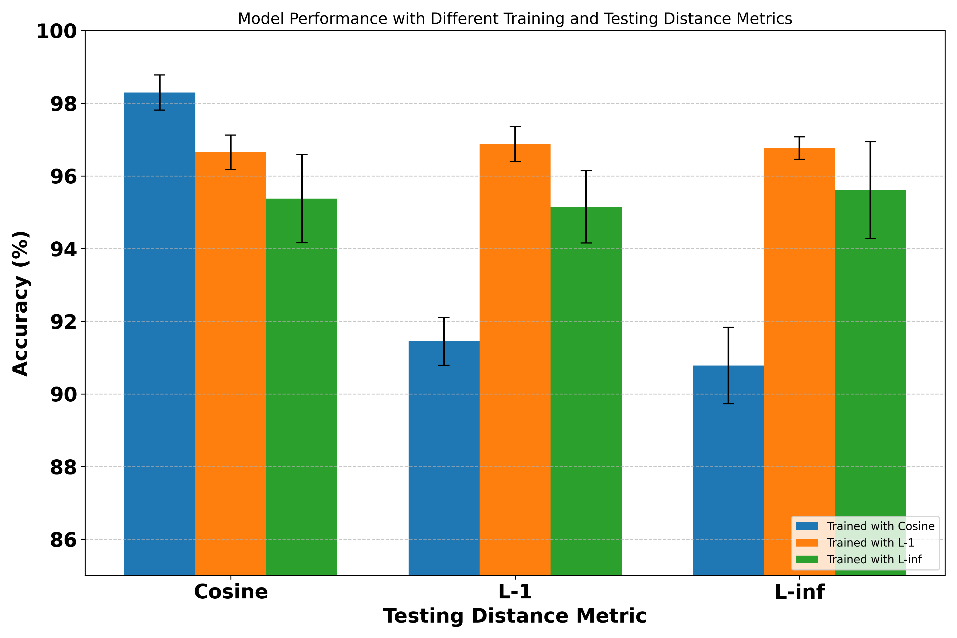 Model Performance with Different Training and Testing Distance Metrics
100
98
96
94
92
90
88
86
Accuracy (%)
Trained with Cosine
Trained with L-1
Trained with L-inf
Cosine
L-1
L-inf
Testing Distance Metric